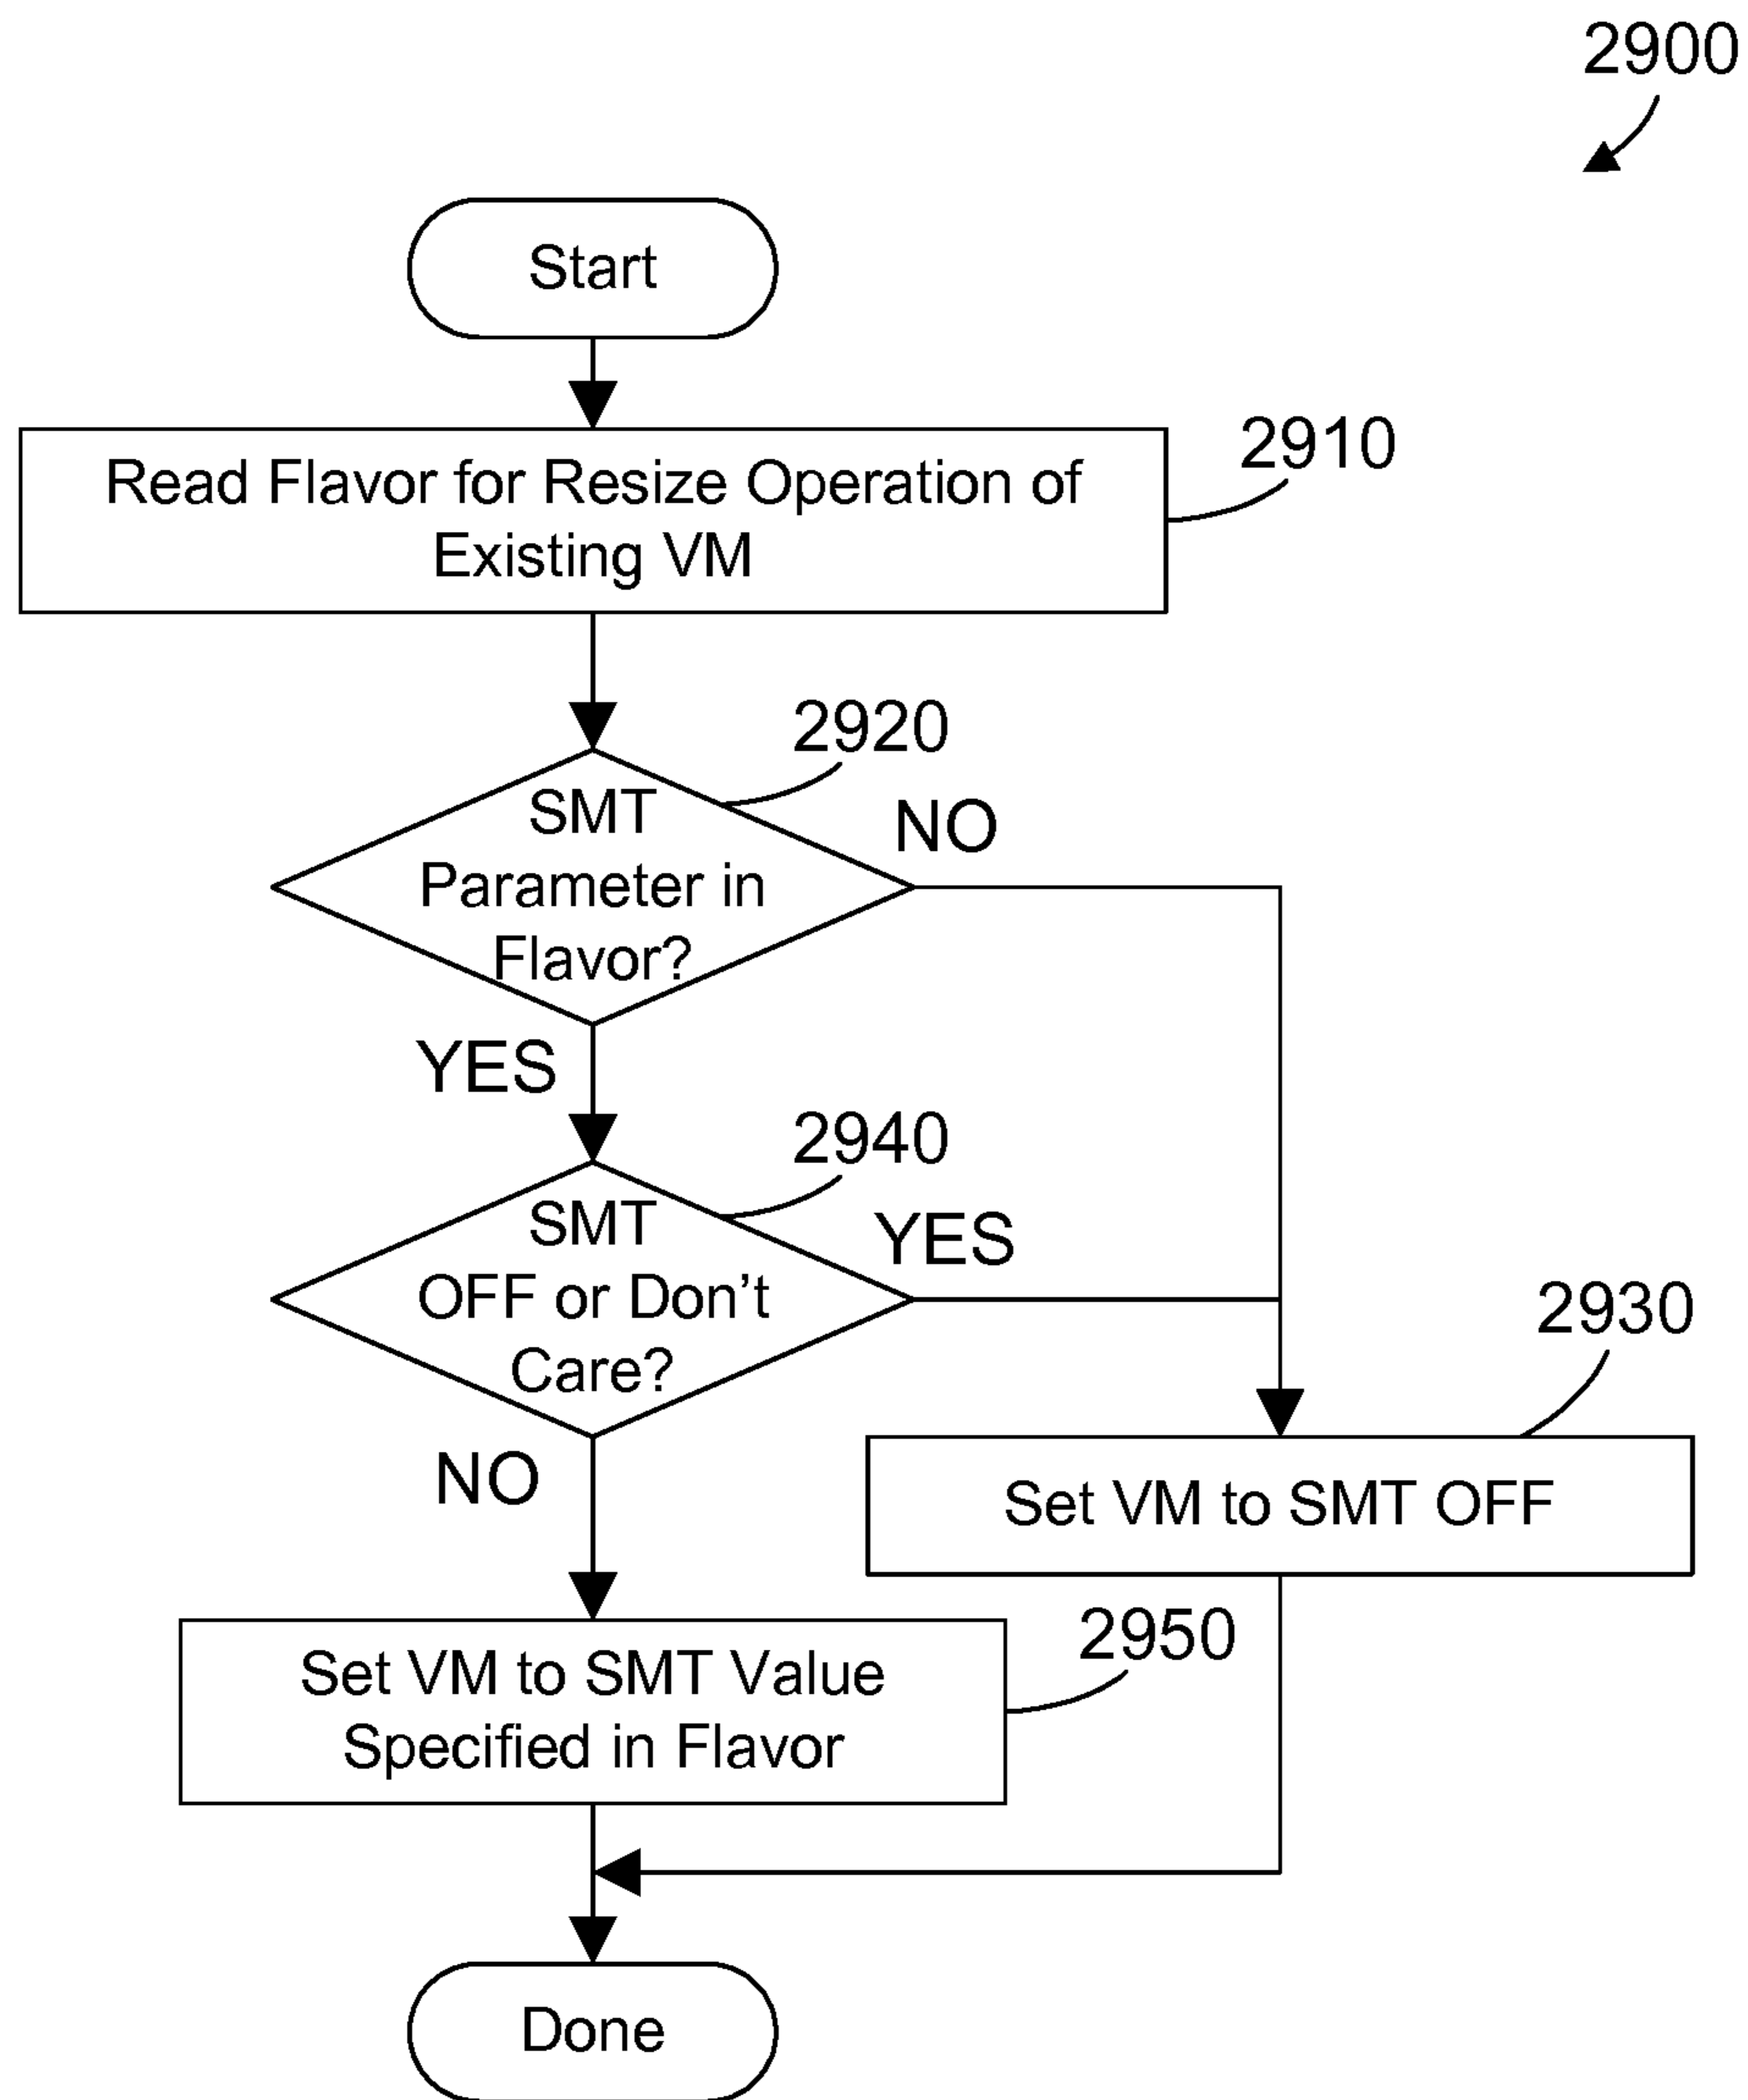 2900
Start
2910
Read Flavor for Resize Operation of
Existing VM
2920
SMT
Parameter in
Flavor?
NO
YES
2940
SMT
OFF or Don't
Care?
YES
2930
NO
Set VM to SMT OFF
2950
Set VM to SMT Value
Specified in Flavor
Done